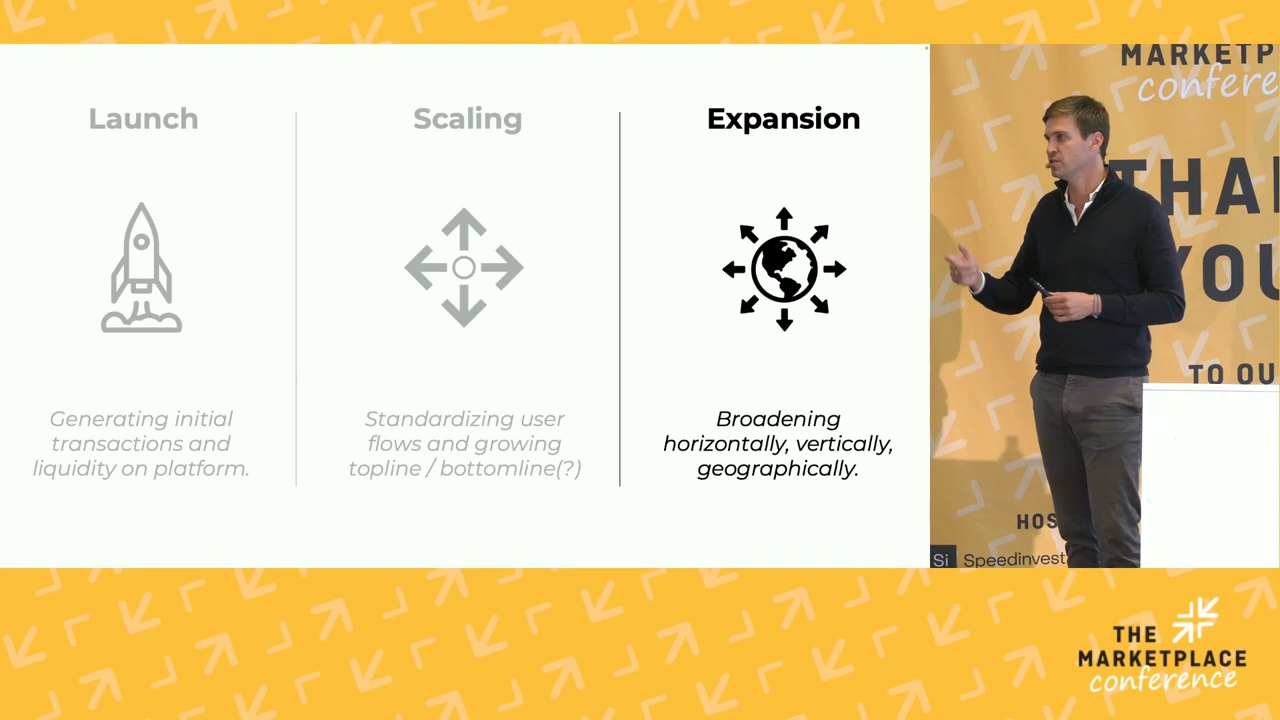 Launch
Scaling
Expansion
Generating initial
transactions and
liquidity on platform.
Standardizing user
flows and growing
topline / bottomline(?)
Broadening
horizontally, vertically,
geographically.
MARKETP
confere
THAN
YOU
TO OU
HOS
Si Speedinvest
THE
MARKETPLACE
conference